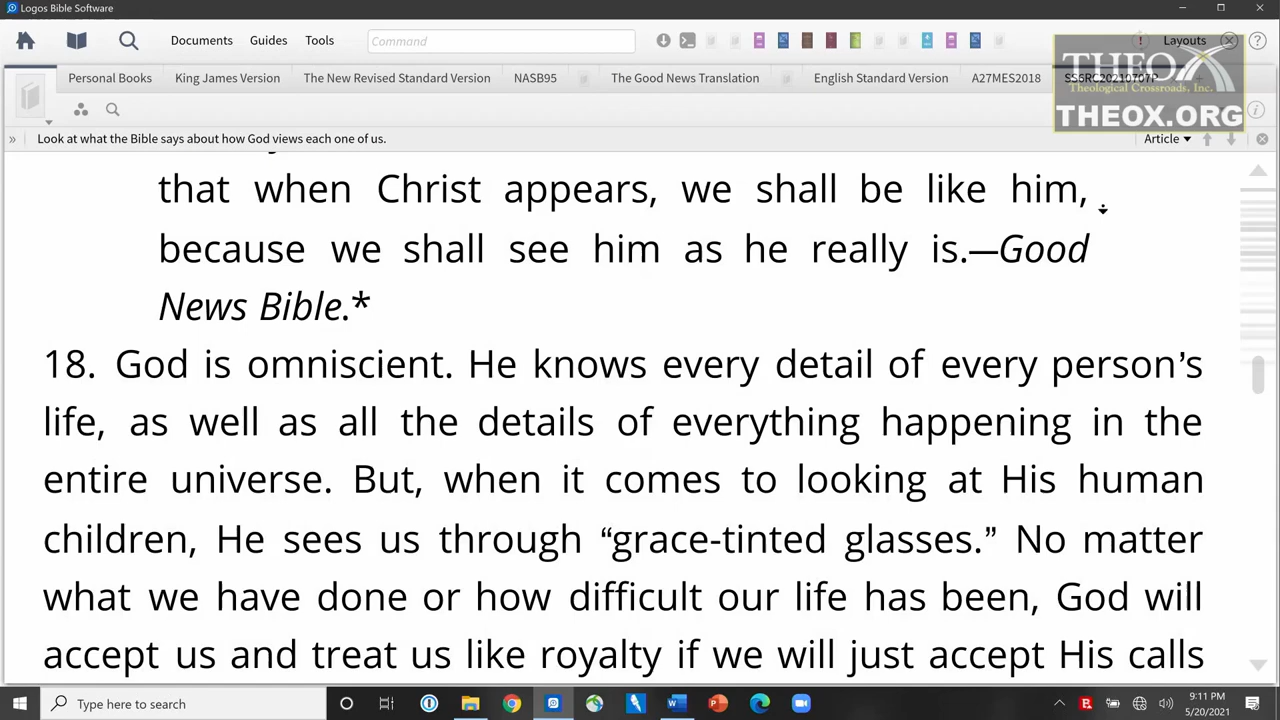 Logos Bible Software
Documents Guides Tools Command Layouts
Personal Books King James Version The New Revised Standard Version NASB95 The Good News Translation English Standard Version A27MES2018 SS6RC20210707P
THEOX
Theological Crossroads, Inc.
THEOX.ORG
Look at what the Bible says about how God views each one of us. Article
that when Christ appears, we shall be like him,
because we shall see him as he really is.—Good
News Bible.*
18. God is omniscient. He knows every detail of every person’s
life, as well as all the details of everything happening in the
entire universe. But, when it comes to looking at His human
children, He sees us through “grace-tinted glasses.” No matter
what we have done or how difficult our life has been, God will
accept us and treat us like royalty if we will just accept His calls
Type here to search
9:11 PM
5/20/2021